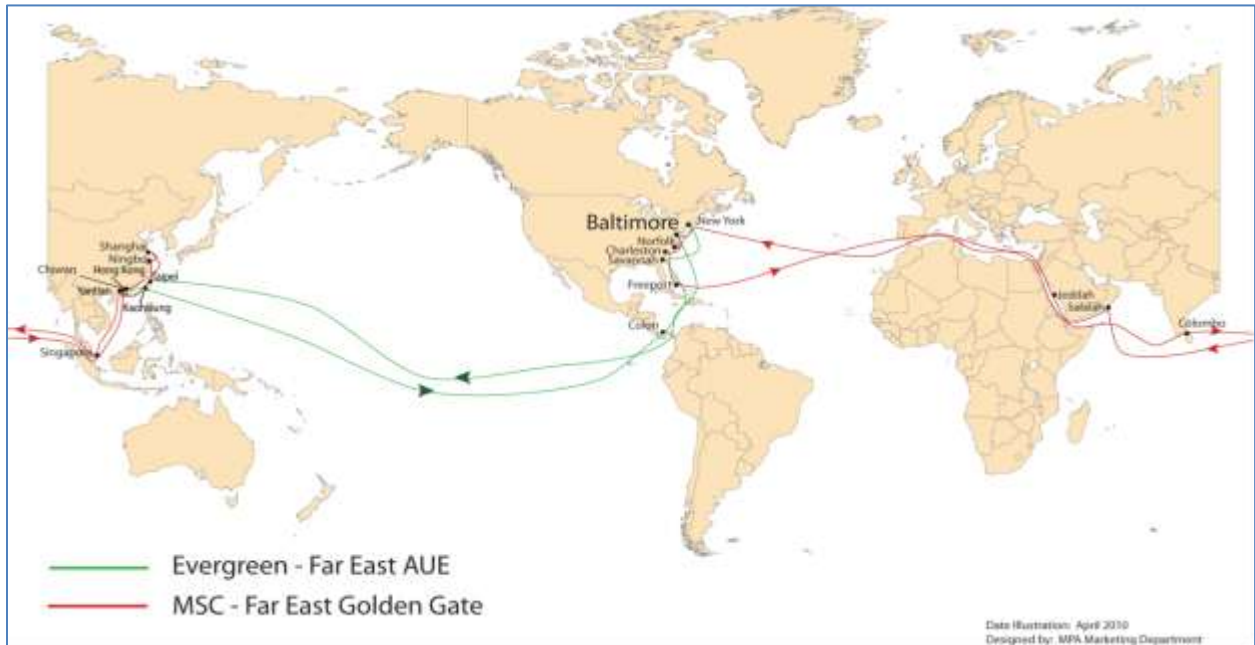 Baltimore
New York
Norfolk
Charleston
Savannah
Freeport
Colon
Shanghai
Ningbo
Hong Kong
Chiwan
Taipei
Yantian
Kaohsiung
Singapore
Jeddah
Salalah
Colombo
Evergreen - Far East AUE
MSC - Far East Golden Gate
Date Illustration: April 2010
Designed by: MPA Marketing Department